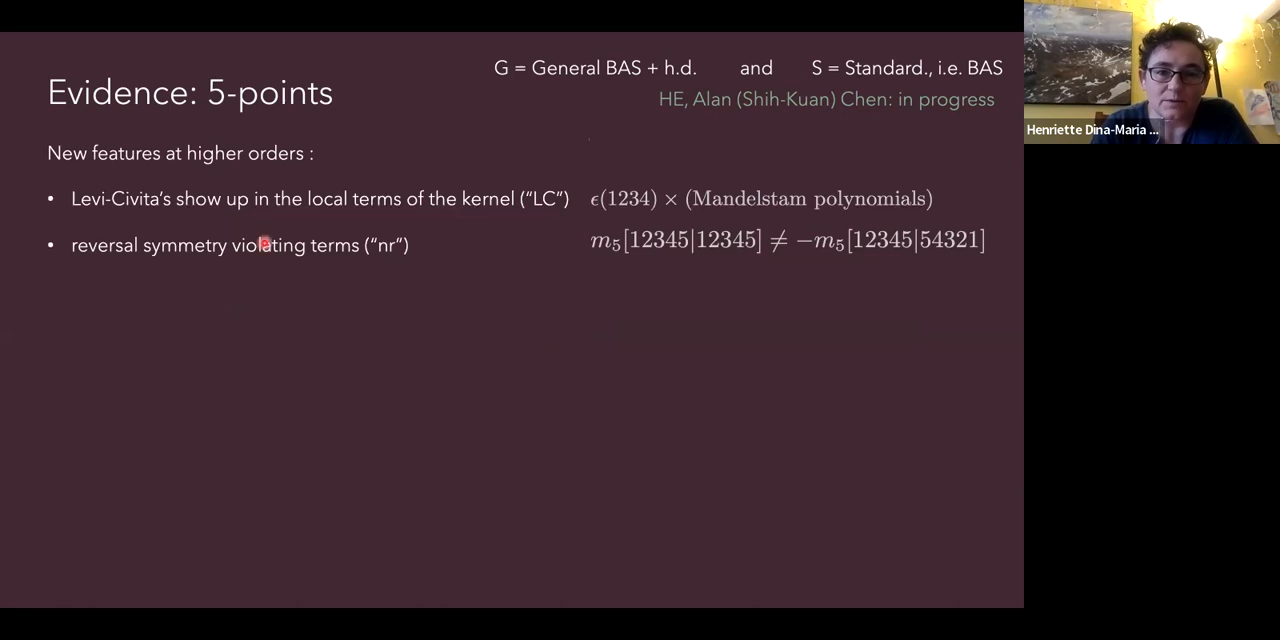 G = General BAS + h.d. and S = Standard., i.e. BAS
Evidence: 5-points
HE, Alan (Shih-Kuan) Chen: in progress
New features at higher orders :
• Levi-Civita's show up in the local terms of the kernel ("LC") ϵ(1234) × (Mandelstam polynomials)
• reversal symmetry violating terms ("nr") m₅[12345|12345] ≠ −m₅[12345|54321]
Henriette Dina-Maria ...